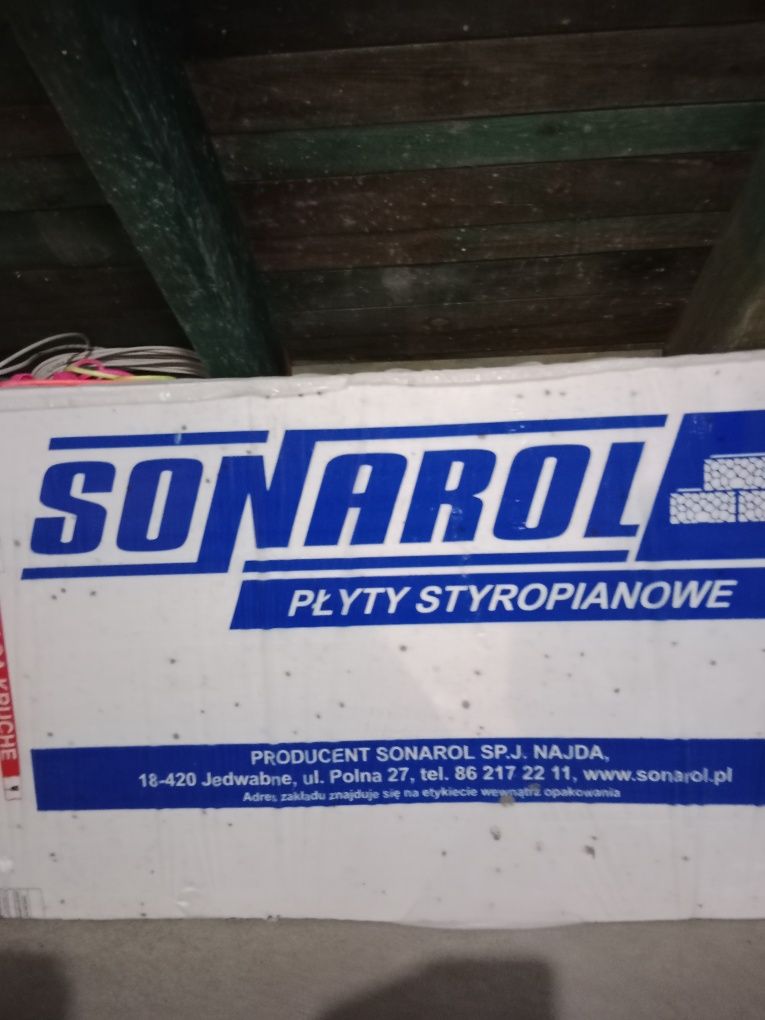 SONAROL
PŁYTY STYROPIANOWE
KRUCHE
PRODUCENT SONAROL SP.J. NAJDA,
18-420 Jedwabne, ul. Polna 27, tel. 86 217 22 11, www.sonarol.pl
Adres zakładu znajduje się na etykiecie wewnątrz opakowania